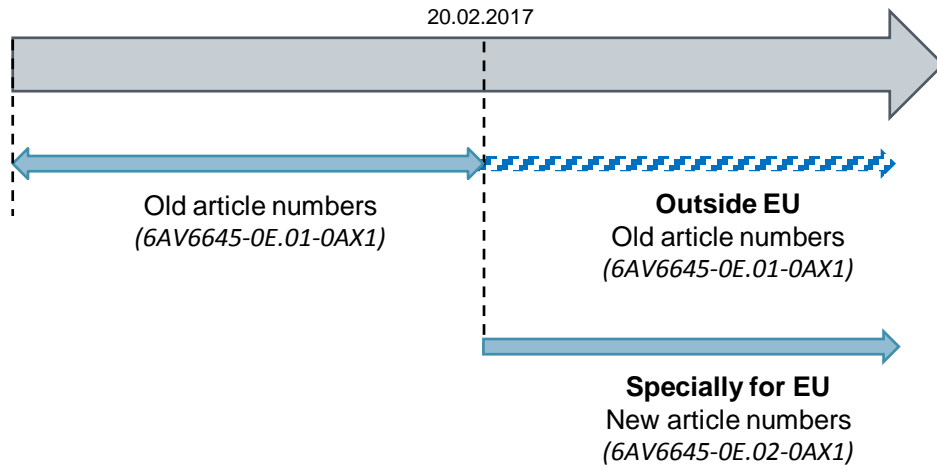 20.02.2017
Old article numbers
(6AV6645-0E.01-0AX1)
Outside EU
Old article numbers
(6AV6645-0E.01-0AX1)
Specially for EU
New article numbers
(6AV6645-0E.02-0AX1)